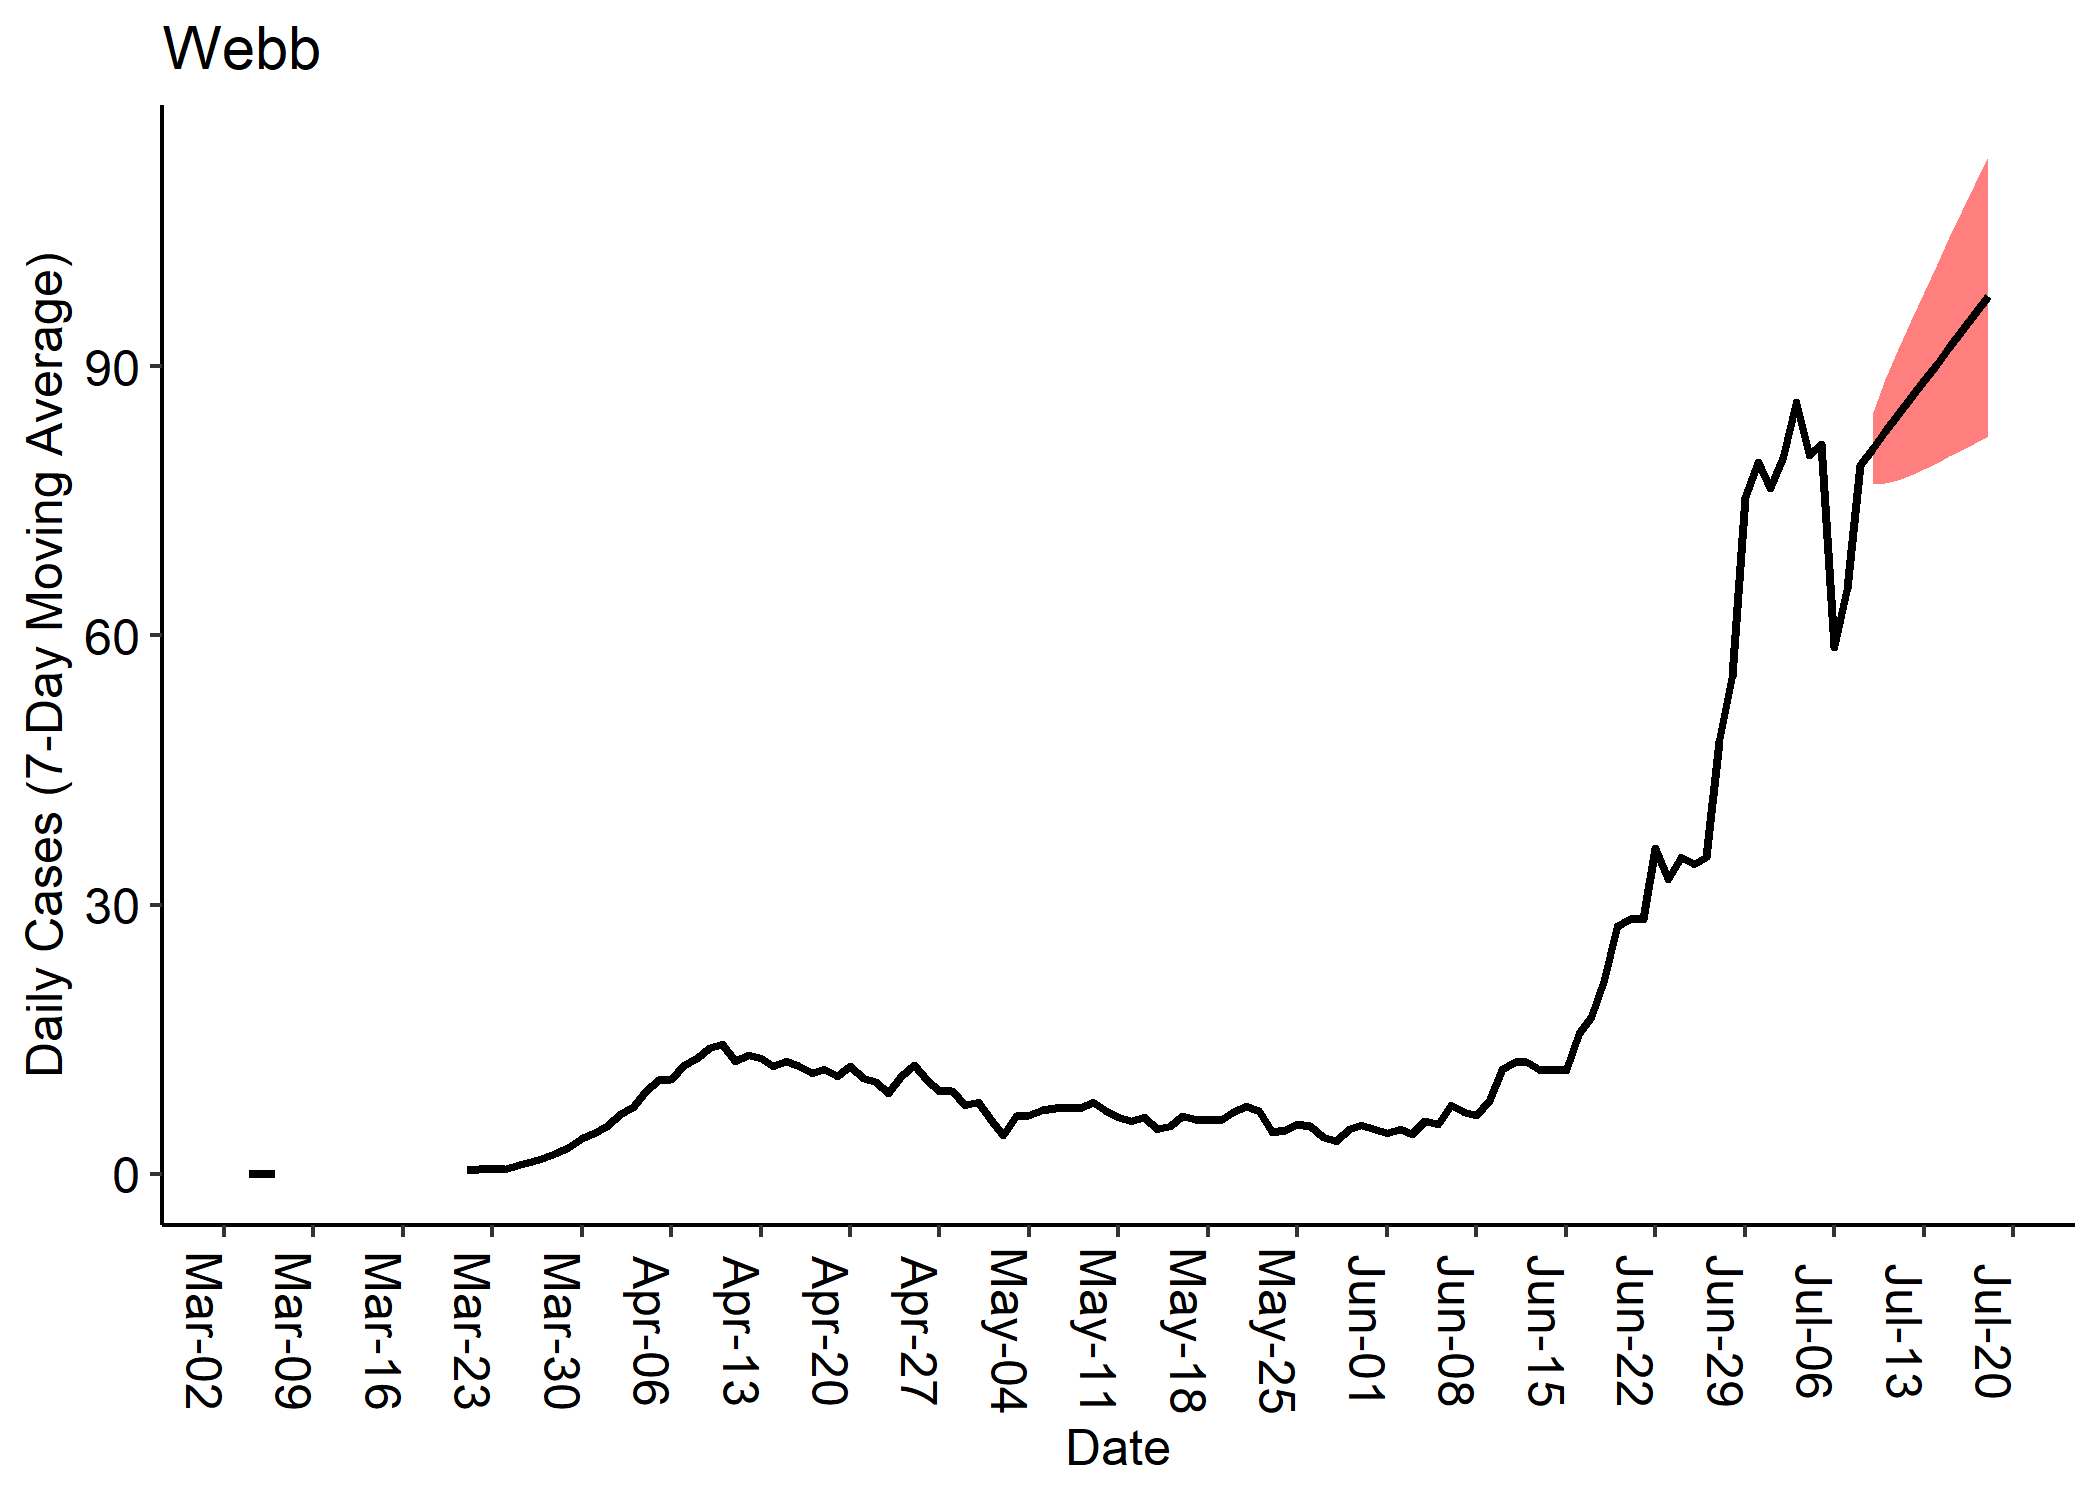 Webb
Daily Cases (7-Day Moving Average)
90
60
30
0
Mar-02
Mar-09
Mar-16
Mar-23
Mar-30
Apr-06
Apr-13
Apr-20
Apr-27
May-04
May-11
May-18
May-25
Jun-01
Jun-08
Jun-15
Jun-22
Jun-29
Jul-06
Jul-13
Jul-20
Date